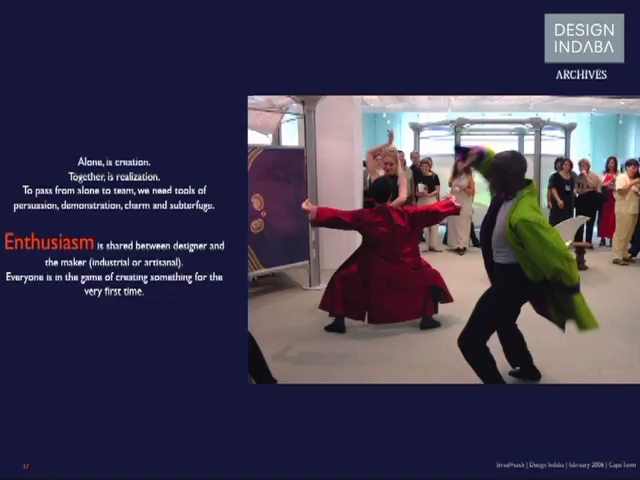 DESIGN
INDABA
ARCHIVES
Alone, is creation.
Together, is realization.
To pass from alone to team, we need tools of
persuasion, demonstration, charm and subterfuge.
Enthusiasm is shared between designer and
the maker (industrial or artisanal).
Everyone is in the game of creating something for the
very first time.
| Design Indaba | february 2006 | Cape Town